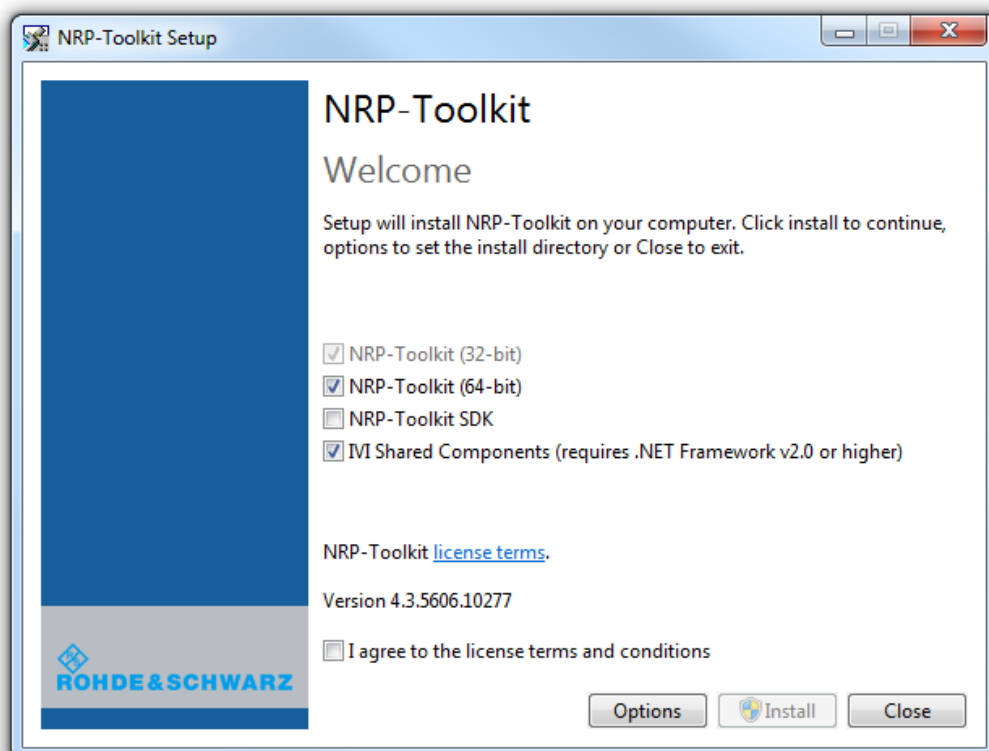 NRP-Toolkit Setup
NRP-Toolkit
Welcome
Setup will install NRP-Toolkit on your computer. Click install to continue,
options to set the install directory or Close to exit.
NRP-Toolkit (32-bit)
NRP-Toolkit (64-bit)
NRP-Toolkit SDK
IVI Shared Components (requires .NET Framework v2.0 or higher)
NRP-Toolkit license terms.
Version 4.3.5606.10277
I agree to the license terms and conditions
ROHDE&SCHWARZ
Options Install Close